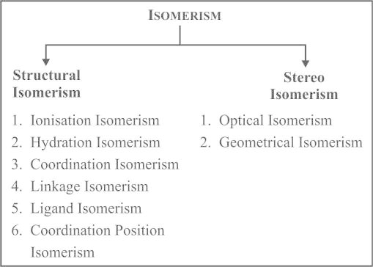 ISOMERISM
Structural
Isomerism
1. Ionisation Isomerism
2. Hydration Isomerism
3. Coordination Isomerism
4. Linkage Isomerism
5. Ligand Isomerism
6. Coordination Position
Isomerism
Stereo
Isomerism
1. Optical Isomerism
2. Geometrical Isomerism